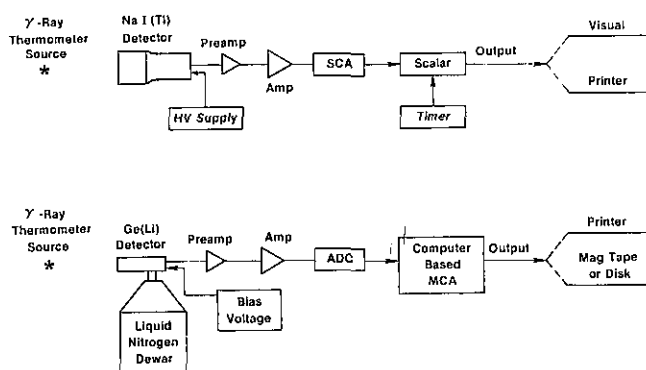 γ-Ray
Thermometer
Source
*
Na I (Tl)
Detector
Preamp
Amp
SCA
Scalar
Output
Visual
Printer
HV Supply
Timer
γ-Ray
Thermometer
Source
*
Ge(Li)
Detector
Preamp
Amp
ADC
Computer
Based
MCA
Output
Printer
Mag Tape
or Disk
Bias
Voltage
Liquid
Nitrogen
Dewar